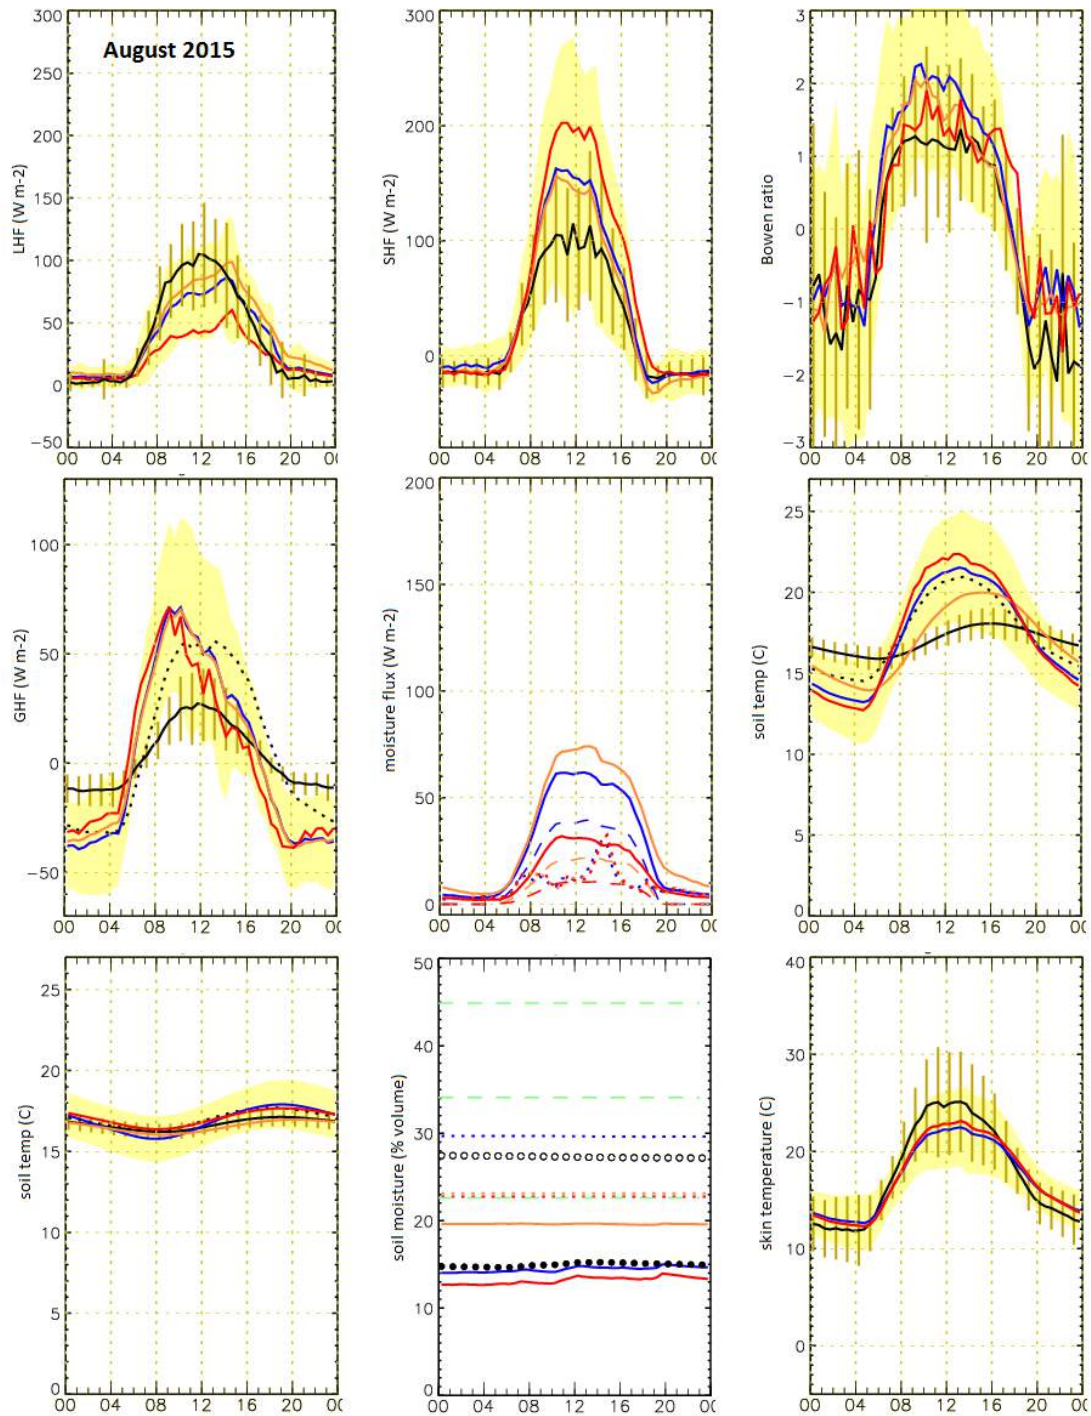 300
250
200
150
100
50
0
−50
LHF (W m-2)
August 2015
00 04 08 12 16 20 00
300
200
100
0
SHF (W m-2)
00 04 08 12 16 20 00
3
2
1
0
−1
−2
−3
Bowen ratio
00 04 08 12 16 20 00
100
50
0
−50
GHF (W m-2)
00 04 08 12 16 20 00
200
150
100
50
0
moisture flux (W m-2)
00 04 08 12 16 20 00
25
20
15
10
5
0
soil temp (C)
00 04 08 12 16 20 00
25
20
15
10
5
0
soil temp (C)
00 04 08 12 16 20 00
50
40
30
20
10
0
soil moisture (% volume)
00 04 08 12 16 20 00
40
30
20
10
0
skin temperature (C)
00 04 08 12 16 20 00